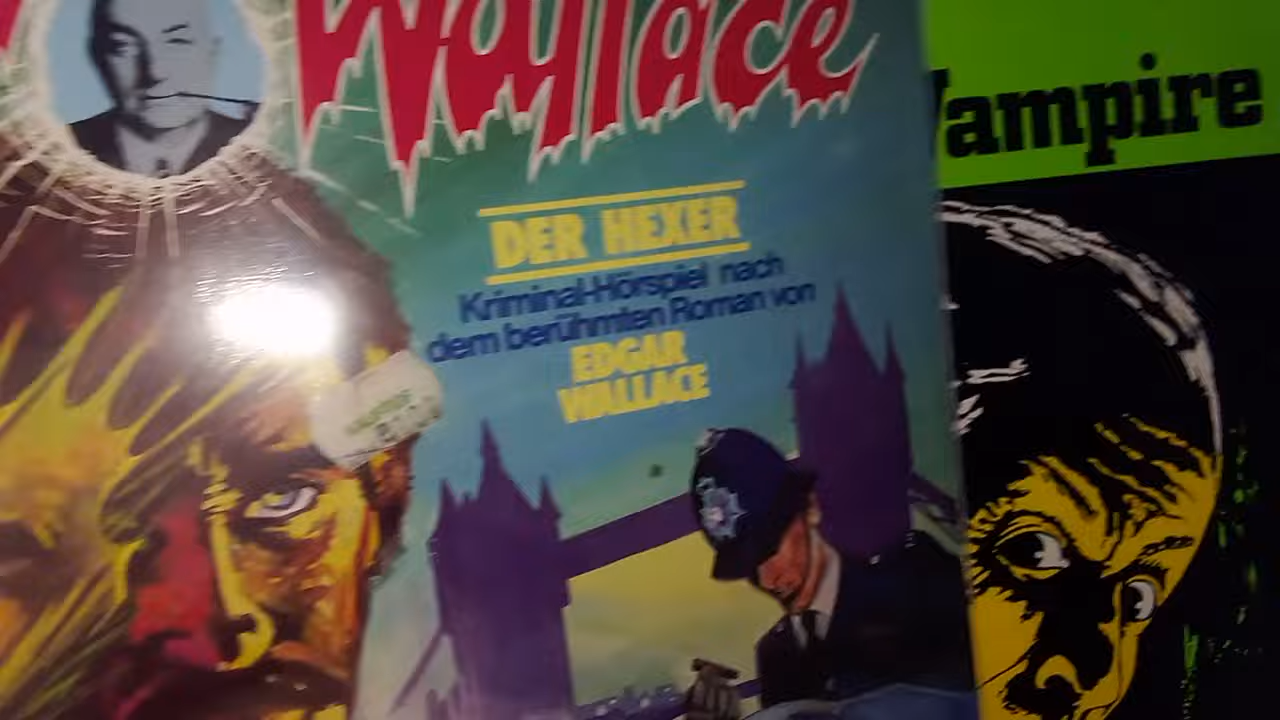 Wallace
Vampire
DER HEXER
Kriminal-Hörspiel nach
dem berühmten Roman von
EDGAR
WALLACE